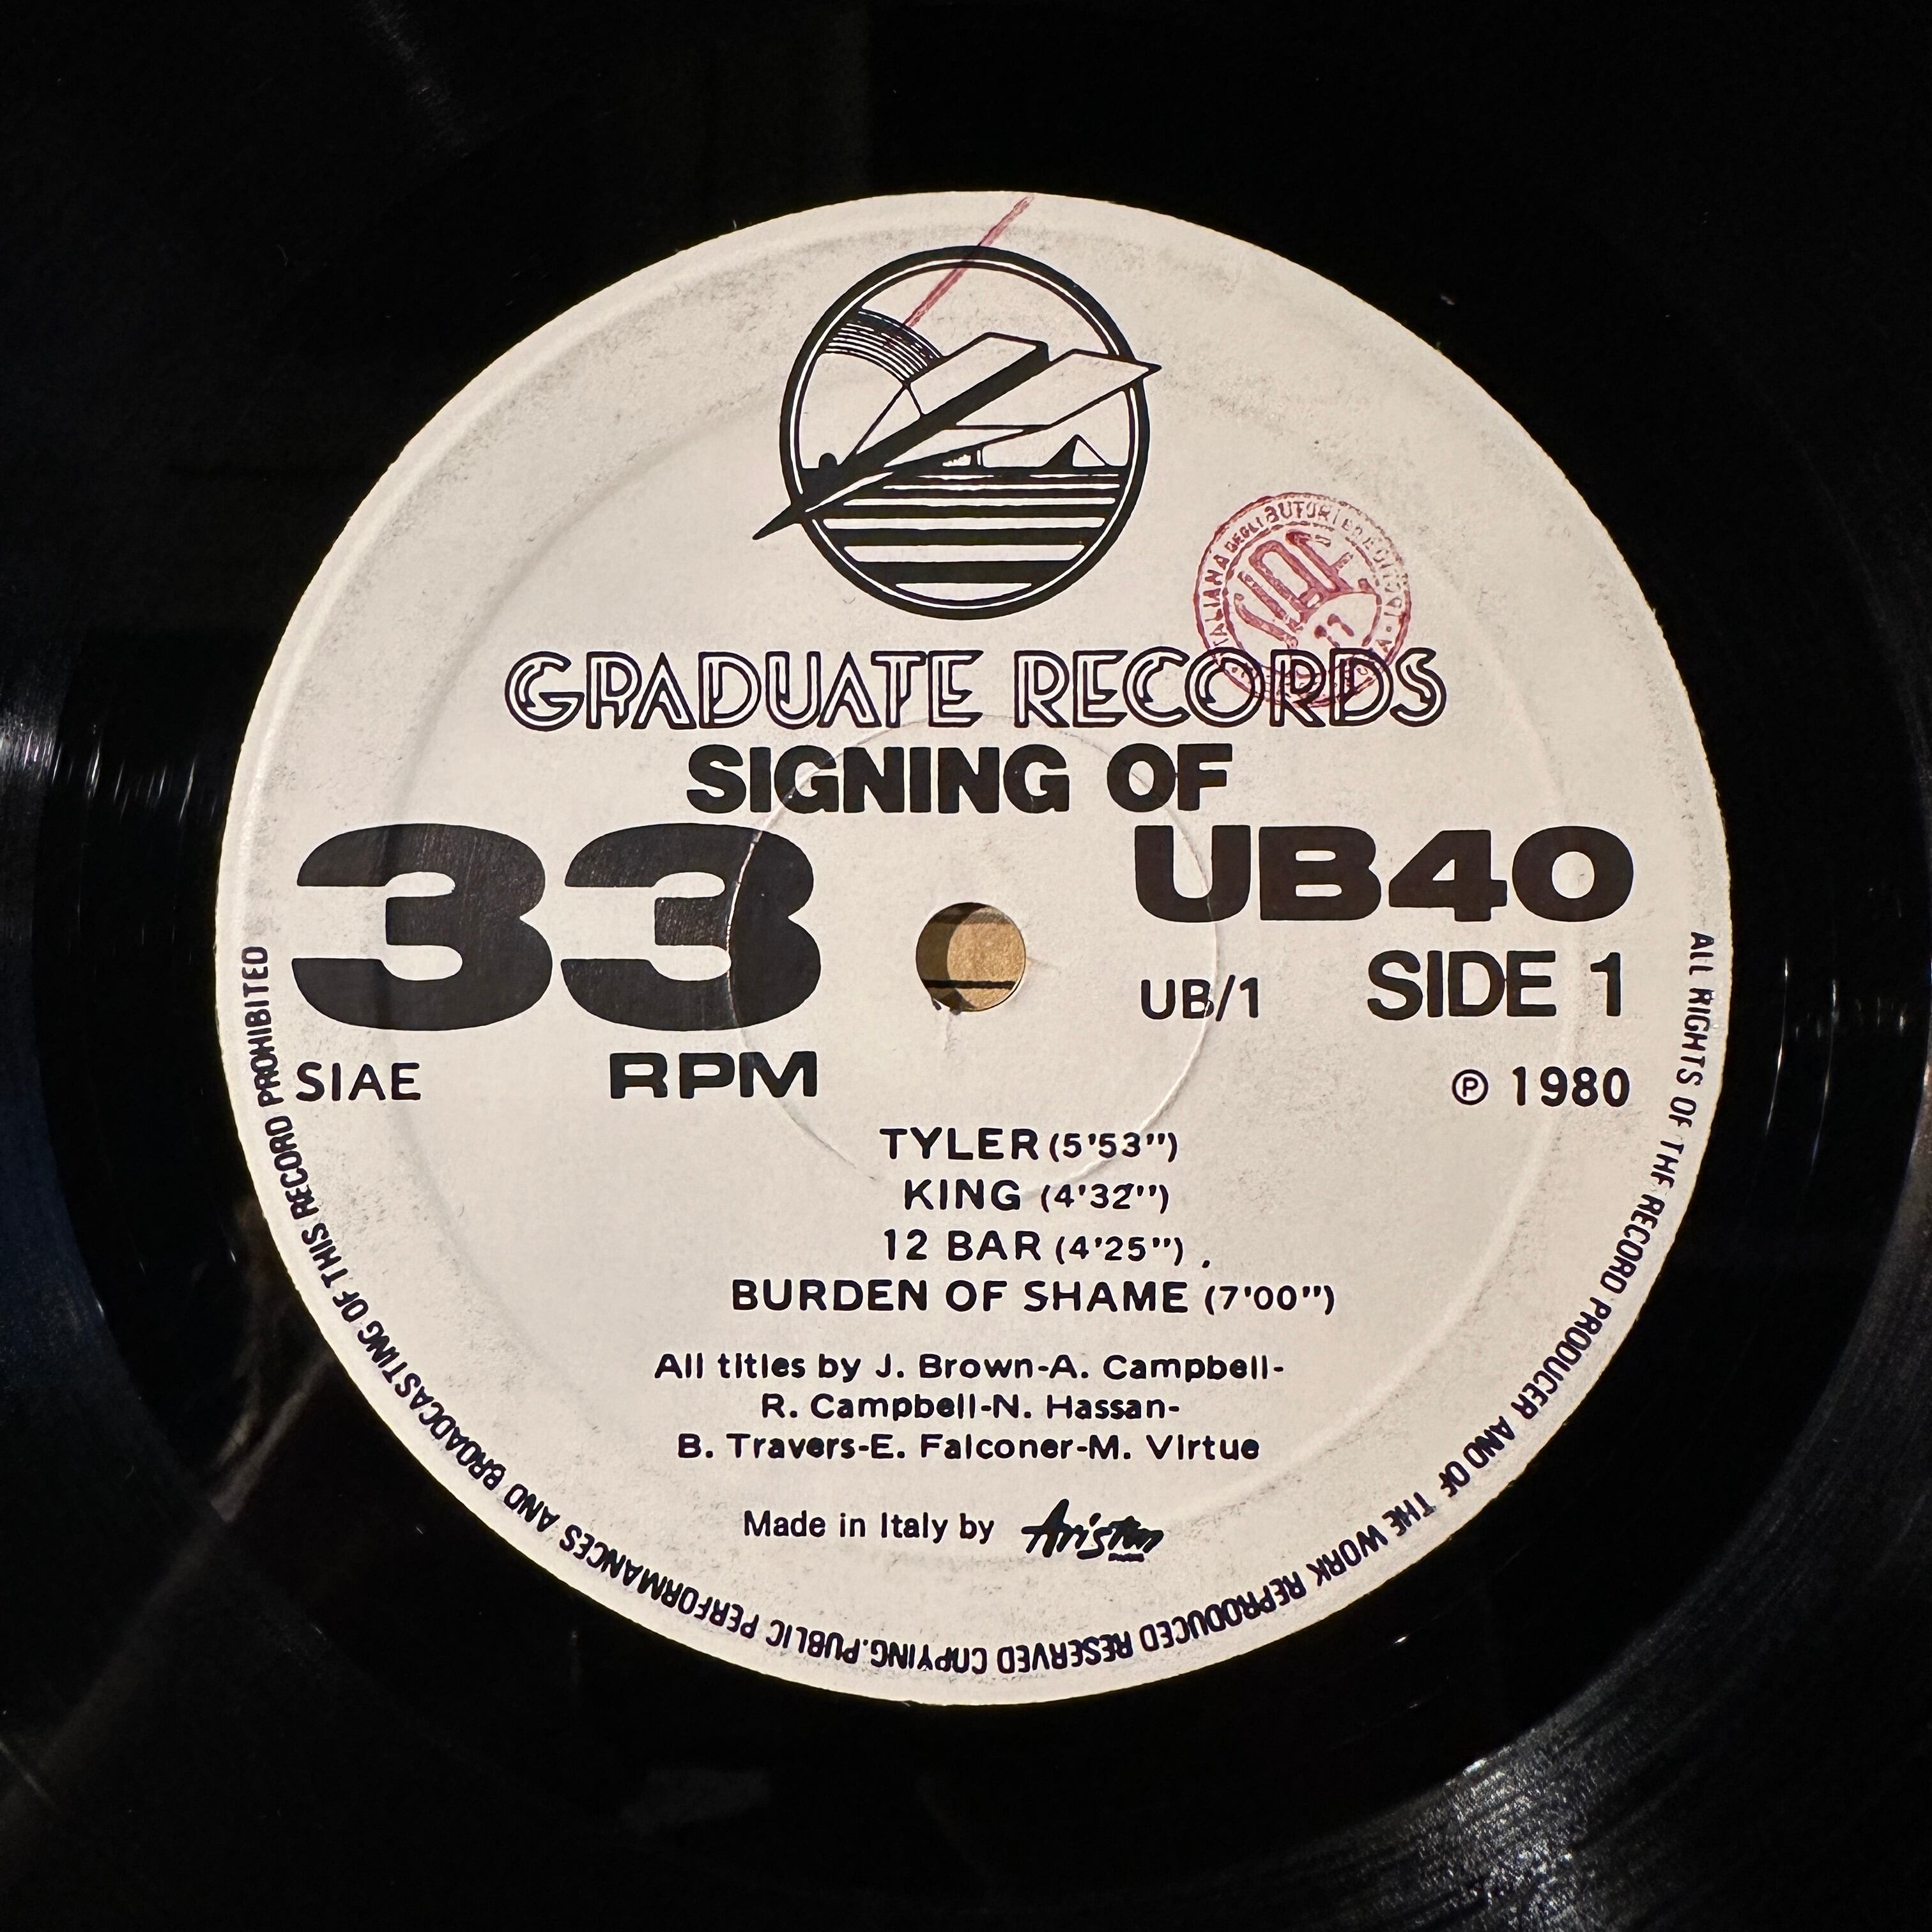 GRADUATE RECORDS
SIGNING OF
33
UB40
UB/1
SIDE 1
SIAE
RPM
℗ 1980
TYLER (5'53")
KING (4'32'')
12 BAR (4'25")
BURDEN OF SHAME (7'00")
All titles by J. Brown-A. Campbell-
R. Campbell-N. Hassan-
B. Travers-E. Falconer-M. Virtue
Made in Italy by Ariston
ALL RIGHTS OF THE RECORD PRODUCER AND OF THE WORK REPRODUCED RESERVED COPYING.PUBLIC PERFORMANCES AND BROADCASTING OF THIS RECORD PROHIBITED
SIAE
DEGLI